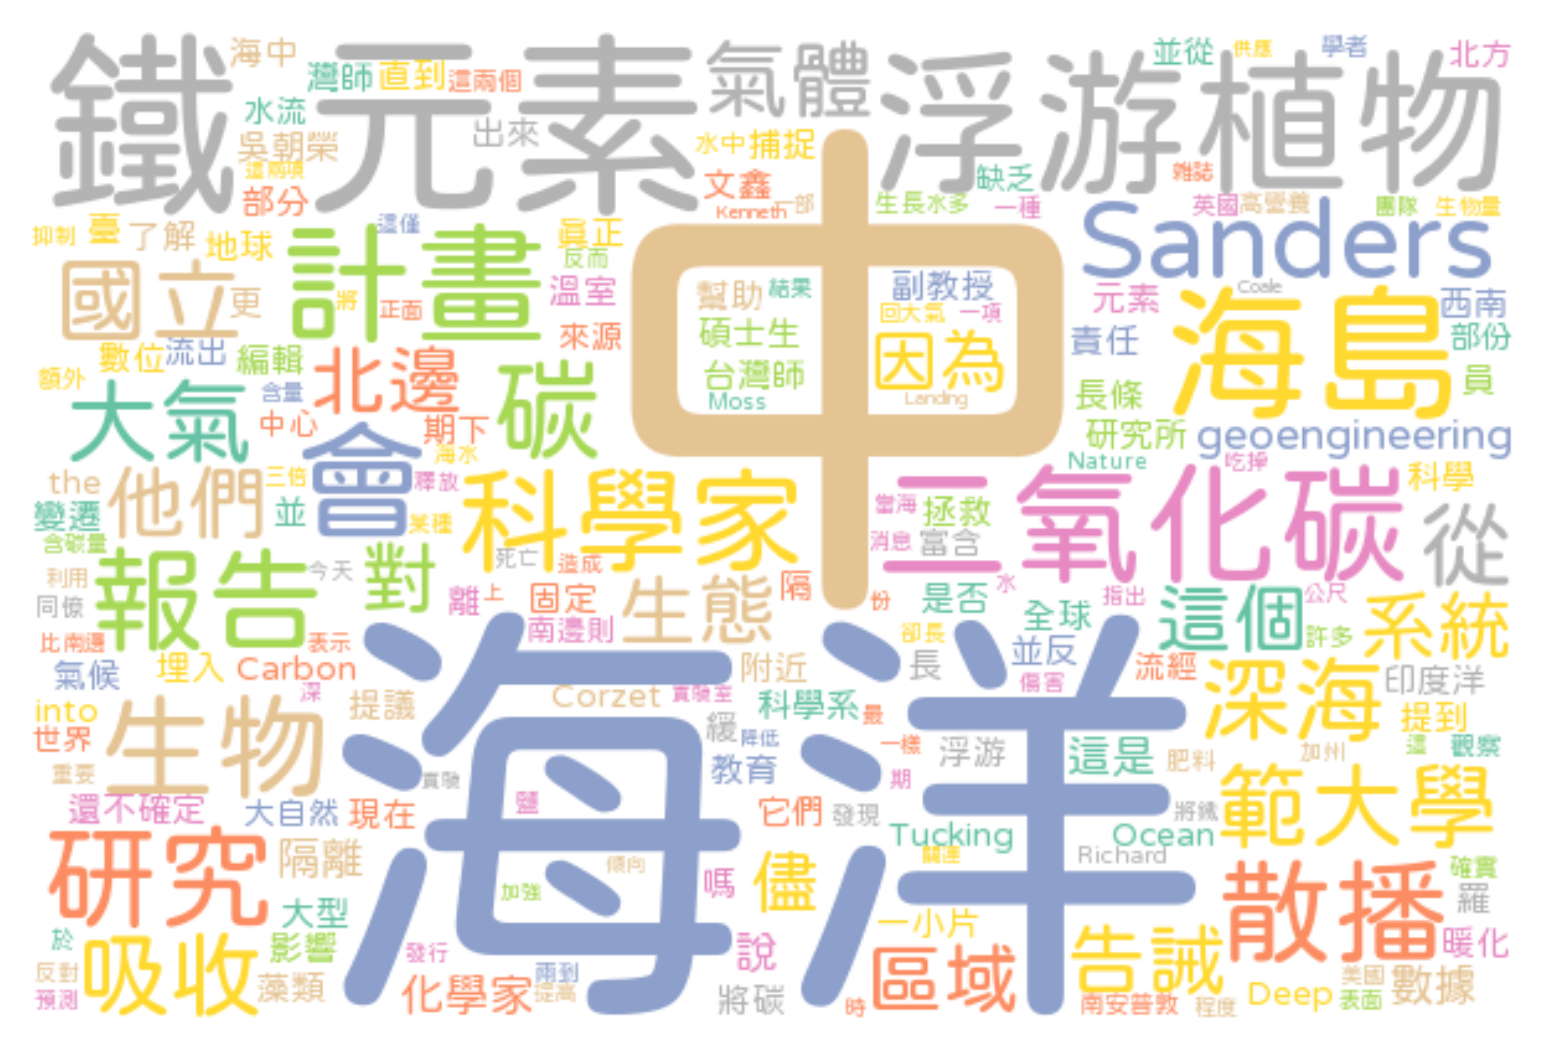 鐵元素
海中
灣師
直到
這兩個
氣體
浮游植物
並從
供應
學者
北方
水流
出來
吳朝榮
水中
捕捉
這兩項
部分
文鑫
缺乏
雜誌
Kenneth
一部
生長
水多
一種
英國
高營養
團隊
生物量
抑制
臺
了解
地球
這僅
計畫
真正
反而
中
Sanders
國立
更
將
正面
溫室
幫助
結果
副教授
元素
Coale
海島
西南
來源
碩士生
回大氣
一項
責任
部份
數位
流出
編輯
北邊
碳
台灣師
因為
額外
大氣
含量
中心
期下
Moss
Landing
長條
員
研究所
geoengineering
海水
會
the
他們
三倍
並
釋放
某種
科學家
Nature
吃掉
二氧化碳
科學
變遷
當海
拯救
從
含碳量
消息
富含
報告
今天
對
死亡
造成
利用
同僚
離
上
固定
生態
隔
份
是否
水
全球
指出
這個
公尺
系統
比南邊
表示
南邊則
卻長
許多
氣候
埋入
Carbon
海洋
附近
長
並反
傷害
流經
深海
印度洋
深
提議
Corzet
實驗室
科學系
最
into
世界
生物
緩
降低
一樣
浮游
這是
肥料
加州
提到
這
觀察
重要
實驗
教育
期
還不確定
大自然
現在
鹽
它們
發現
將鐵
範大學
Tucking
Ocean
研究
隔離
傾向
嗎
儘
關連
Richard
散播
確實
羅
大型
加強
一小片
於
吸收
影響
發行
說
區域
告誡
暖化
反對
預測
藻類
化學家
兩到
提高
將碳
時
南安普敦
程度
Deep
美國
表面
數據